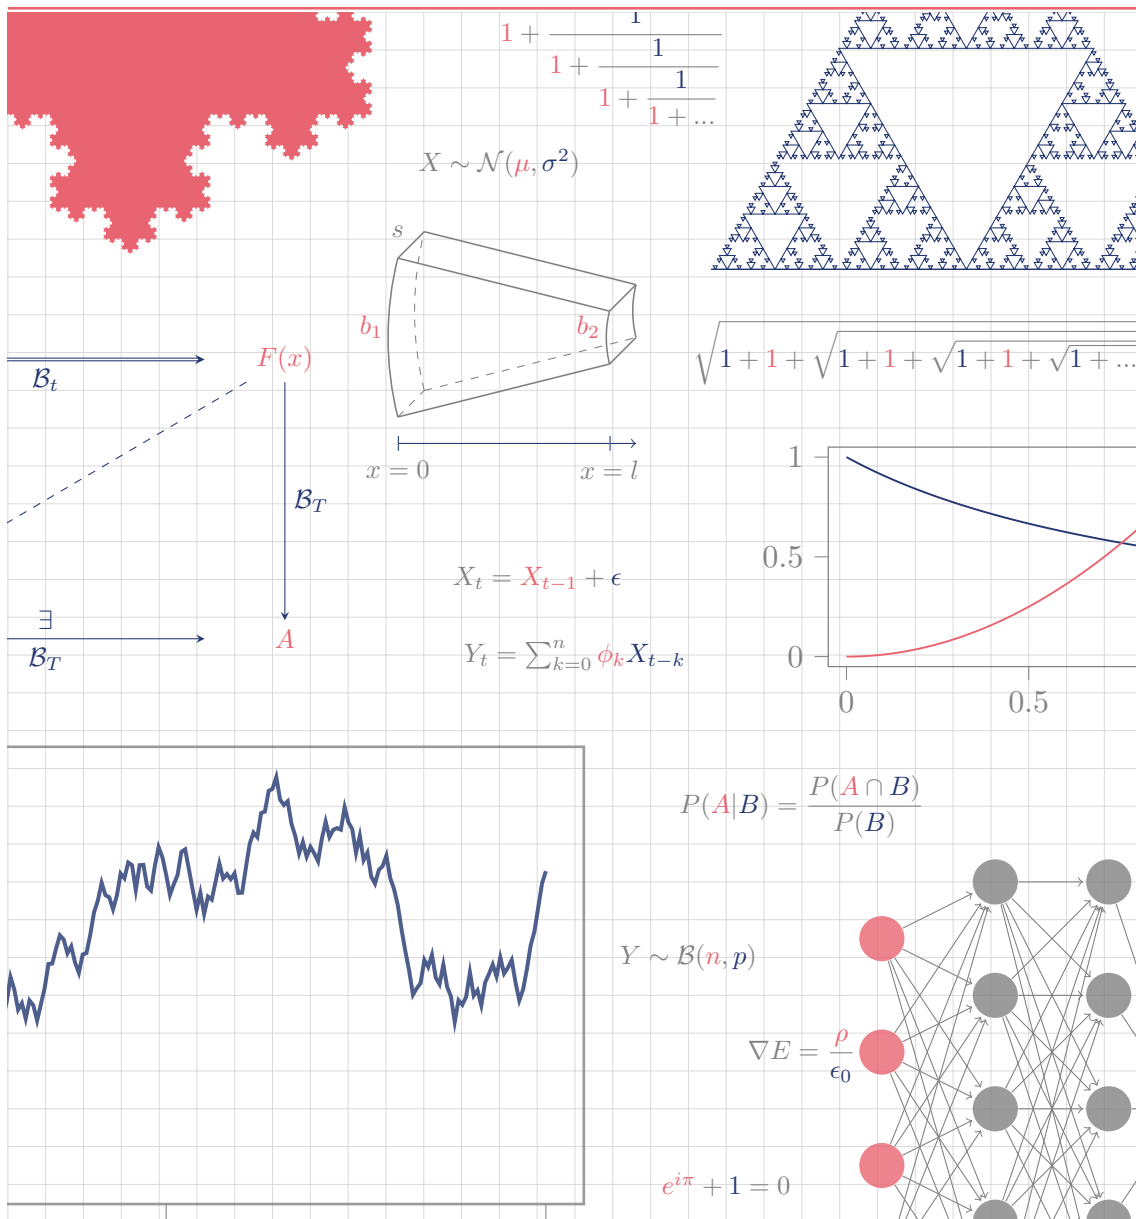 1 + 1
1 + 1
1 + 1
1 + ...
X ∼ 𝒩(μ, σ²)
s
b₁
b₂
x = 0
x = l
√(1 + 1 + √(1 + 1 + √(1 + 1 + √(1 + ...
ℬ_t
F(x)
ℬ_T
∃
ℬ_T
A
X_t = X_{t−1} + ϵ
Y_t = ∑_{k=0}^{n} ϕ_k X_{t−k}
1
0.5
0
0
0.5
P(A|B) = P(A ∩ B)
P(B)
Y ∼ ℬ(n, p)
∇E = ρ
ϵ₀
e^{iπ} + 1 = 0